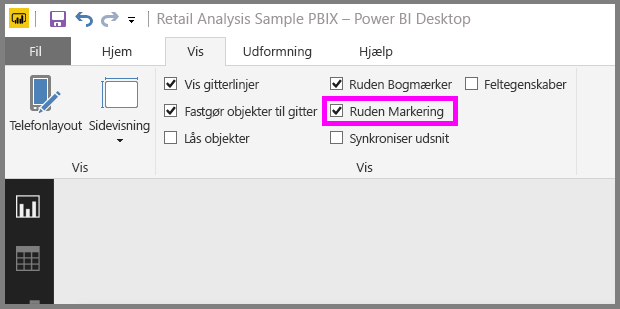 Retail Analysis Sample PBIX – Power BI Desktop
Fil Hjem Vis Udformning Hjælp
Vis gitterlinjer Ruden Bogmærker Feltegenskaber
Telefonlayout Sidevisning Fastgør objekter til gitter Ruden Markering
Lås objekter Synkroniser udsnit
Vis Vis